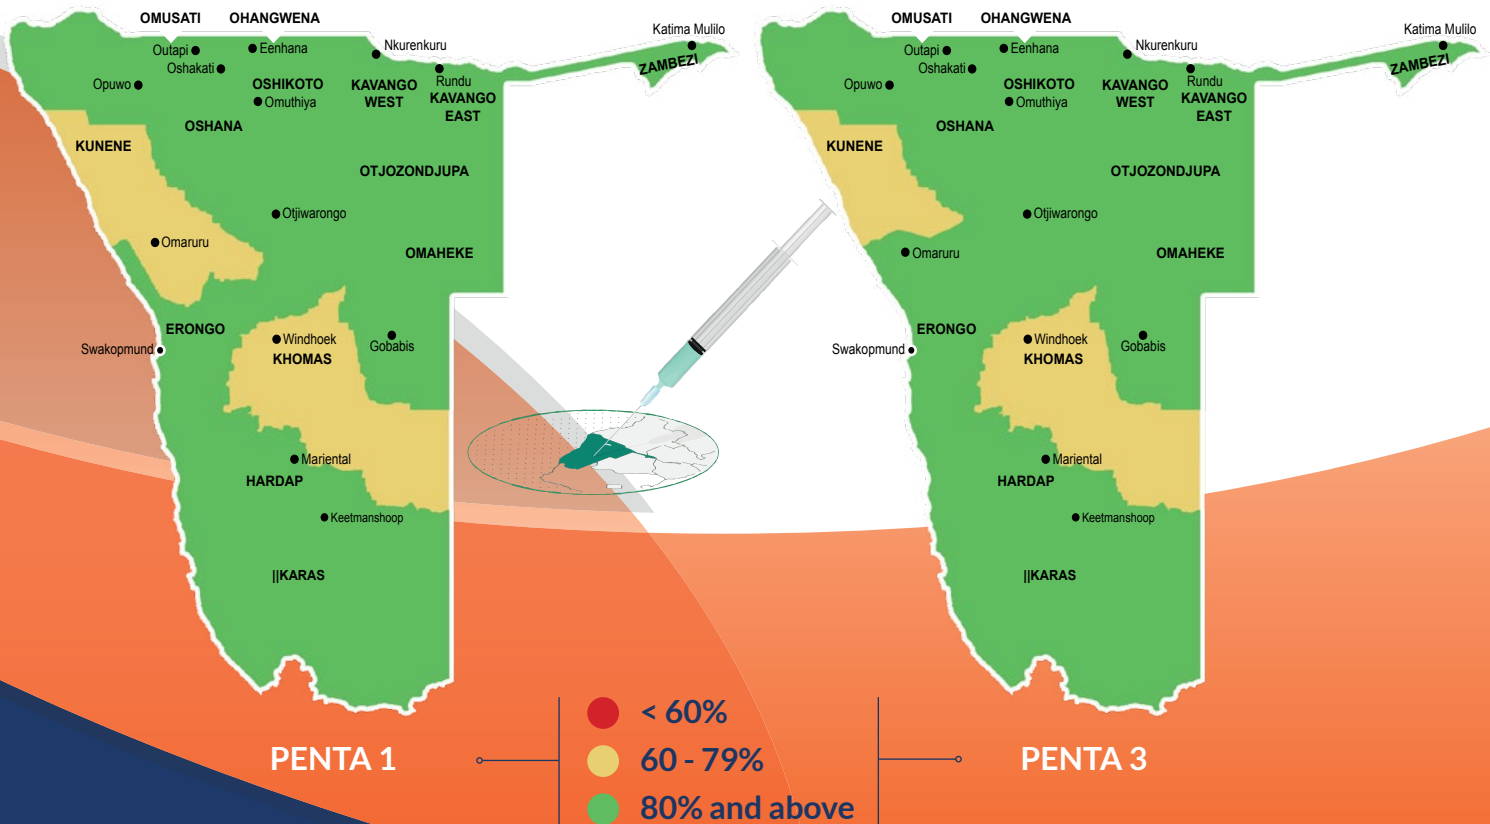 OMUSATI
OHANGWENA
Outapi
Eenhana
Nkurenkuru
Katima Mulilo
Oshakati
ZAMBEZI
Opuwo
OSHIKOTO
Omuthiya
KAVANGO
WEST
Rundu
KAVANGO
EAST
OSHANA
KUNENE
OTJOZONDJUPA
Otjiwarongo
Omaruru
OMAHEKE
ERONGO
Swakopmund
Windhoek
KHOMAS
Gobabis
Mariental
HARDAP
Keetmanshoop
||KARAS
PENTA 1
OMUSATI
OHANGWENA
Outapi
Eenhana
Nkurenkuru
Katima Mulilo
Oshakati
ZAMBEZI
Opuwo
OSHIKOTO
Omuthiya
KAVANGO
WEST
Rundu
KAVANGO
EAST
OSHANA
KUNENE
OTJOZONDJUPA
Otjiwarongo
Omaruru
OMAHEKE
ERONGO
Swakopmund
Windhoek
KHOMAS
Gobabis
Mariental
HARDAP
Keetmanshoop
||KARAS
PENTA 3
< 60%
60 - 79%
80% and above